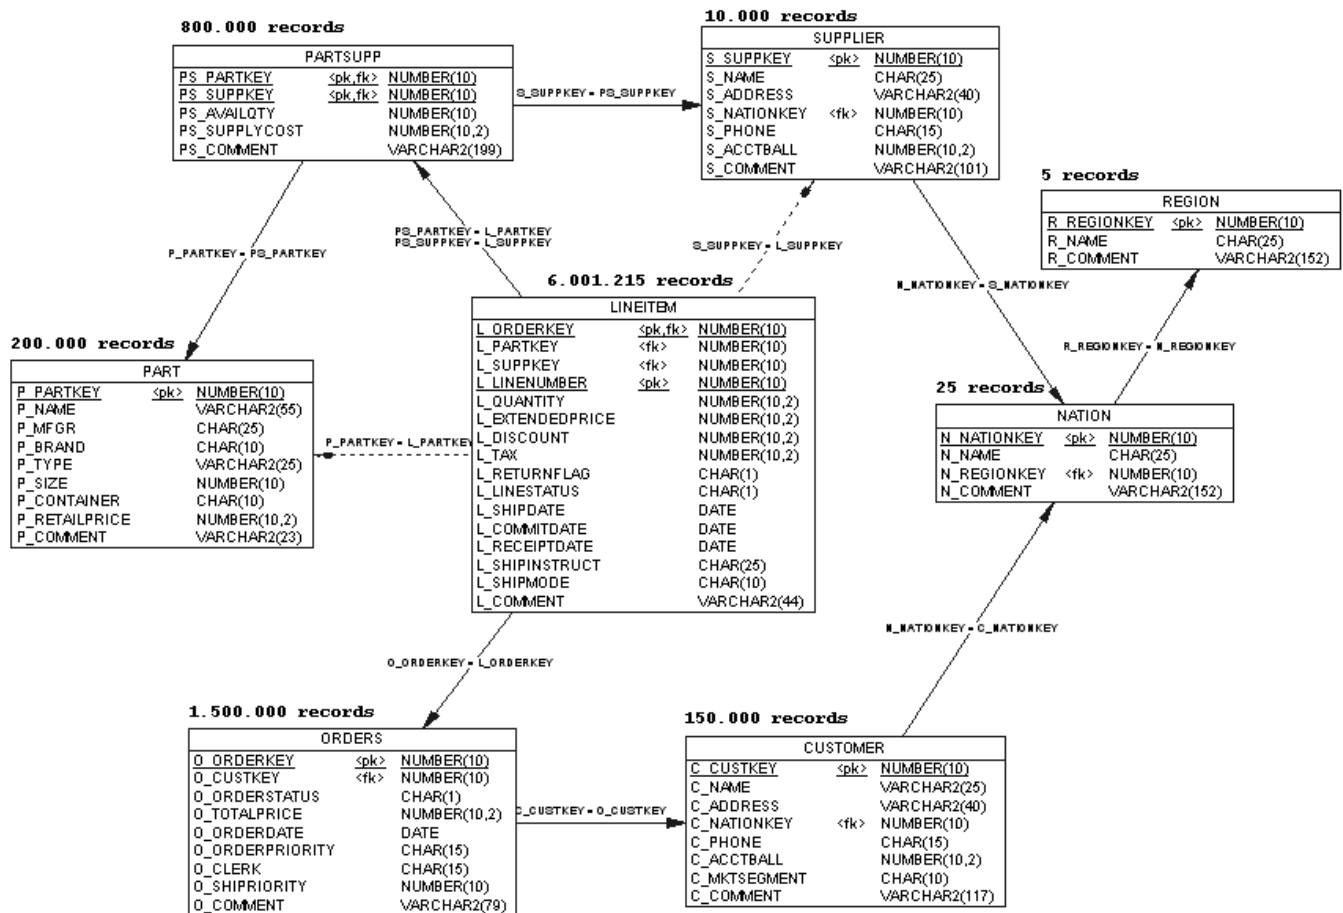 800.000 records
PARTSUPP
PS_PARTKEY <pk,fk> NUMBER(10)
PS_SUPPKEY <pk,fk> NUMBER(10)
PS_AVAILQTY NUMBER(10)
PS_SUPPLYCOST NUMBER(10,2)
PS_COMMENT VARCHAR2(199)
S_SUPPKEY = PS_SUPPKEY
10.000 records
SUPPLIER
S_SUPPKEY <pk> NUMBER(10)
S_NAME CHAR(25)
S_ADDRESS VARCHAR2(40)
S_NATIONKEY <fk> NUMBER(10)
S_PHONE CHAR(15)
S_ACCTBALL NUMBER(10,2)
S_COMMENT VARCHAR2(101)
5 records
REGION
R_REGIONKEY <pk> NUMBER(10)
R_NAME CHAR(25)
R_COMMENT VARCHAR2(152)
P_PARTKEY = PS_PARTKEY
PS_PARTKEY = L_PARTKEY
PS_SUPPKEY = L_SUPPKEY
S_SUPPKEY = L_SUPPKEY
N_NATIONKEY = S_NATIONKEY
R_REGIONKEY = N_REGIONKEY
6.001.215 records
LINEITEM
L_ORDERKEY <pk,fk> NUMBER(10)
L_PARTKEY <fk> NUMBER(10)
L_SUPPKEY <fk> NUMBER(10)
L_LINENUMBER <pk> NUMBER(10)
L_QUANTITY NUMBER(10,2)
L_EXTENDEDPRICE NUMBER(10,2)
L_DISCOUNT NUMBER(10,2)
L_TAX NUMBER(10,2)
L_RETURNFLAG CHAR(1)
L_LINESTATUS CHAR(1)
L_SHIPDATE DATE
L_COMMITDATE DATE
L_RECEIPTDATE DATE
L_SHIPINSTRUCT CHAR(25)
L_SHIPMODE CHAR(10)
L_COMMENT VARCHAR2(44)
200.000 records
PART
P_PARTKEY <pk> NUMBER(10)
P_NAME VARCHAR2(55)
P_MFGR CHAR(25)
P_BRAND CHAR(10)
P_TYPE VARCHAR2(25)
P_SIZE NUMBER(10)
P_CONTAINER CHAR(10)
P_RETAILPRICE NUMBER(10,2)
P_COMMENT VARCHAR2(23)
P_PARTKEY = L_PARTKEY
25 records
NATION
N_NATIONKEY <pk> NUMBER(10)
N_NAME CHAR(25)
N_REGIONKEY <fk> NUMBER(10)
N_COMMENT VARCHAR2(152)
N_NATIONKEY = C_NATIONKEY
O_ORDERKEY = L_ORDERKEY
1.500.000 records
ORDERS
O_ORDERKEY <pk> NUMBER(10)
O_CUSTKEY <fk> NUMBER(10)
O_ORDERSTATUS CHAR(1)
O_TOTALPRICE NUMBER(10,2)
O_ORDERDATE DATE
O_ORDERPRIORITY CHAR(15)
O_CLERK CHAR(15)
O_SHIPRIORITY NUMBER(10)
O_COMMENT VARCHAR2(79)
C_CUSTKEY = O_CUSTKEY
150.000 records
CUSTOMER
C_CUSTKEY <pk> NUMBER(10)
C_NAME VARCHAR2(25)
C_ADDRESS VARCHAR2(40)
C_NATIONKEY <fk> NUMBER(10)
C_PHONE CHAR(15)
C_ACCTBALL NUMBER(10,2)
C_MKTSEGMENT CHAR(10)
C_COMMENT VARCHAR2(117)